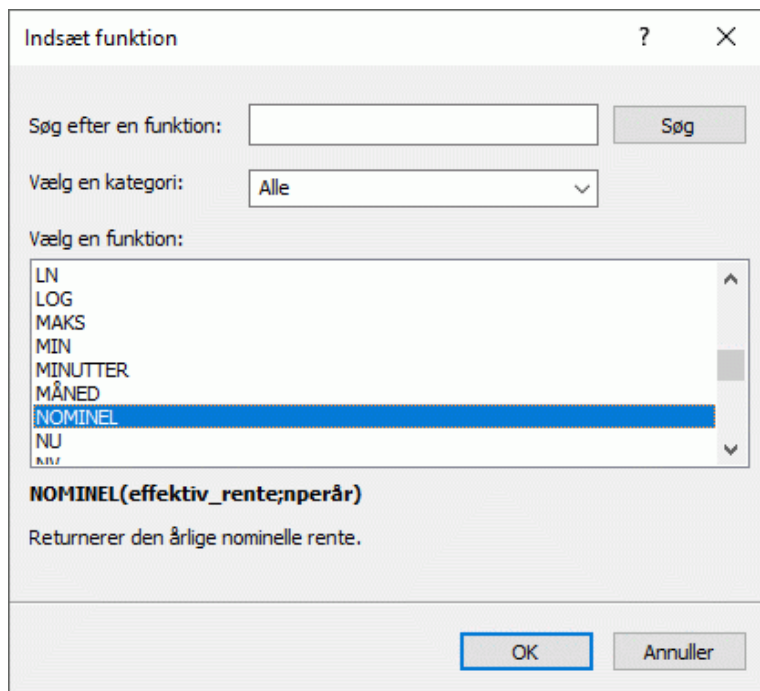 Indsæt funktion
?
Søg efter en funktion:
Søg
Vælg en kategori:
Alle
Vælg en funktion:
LN
LOG
MAKS
MIN
MINUTTER
MÅNED
NOMINEL
NU
NOMINEL(effektiv_rente;nperår)
Returnerer den årlige nominelle rente.
OK
Annuller